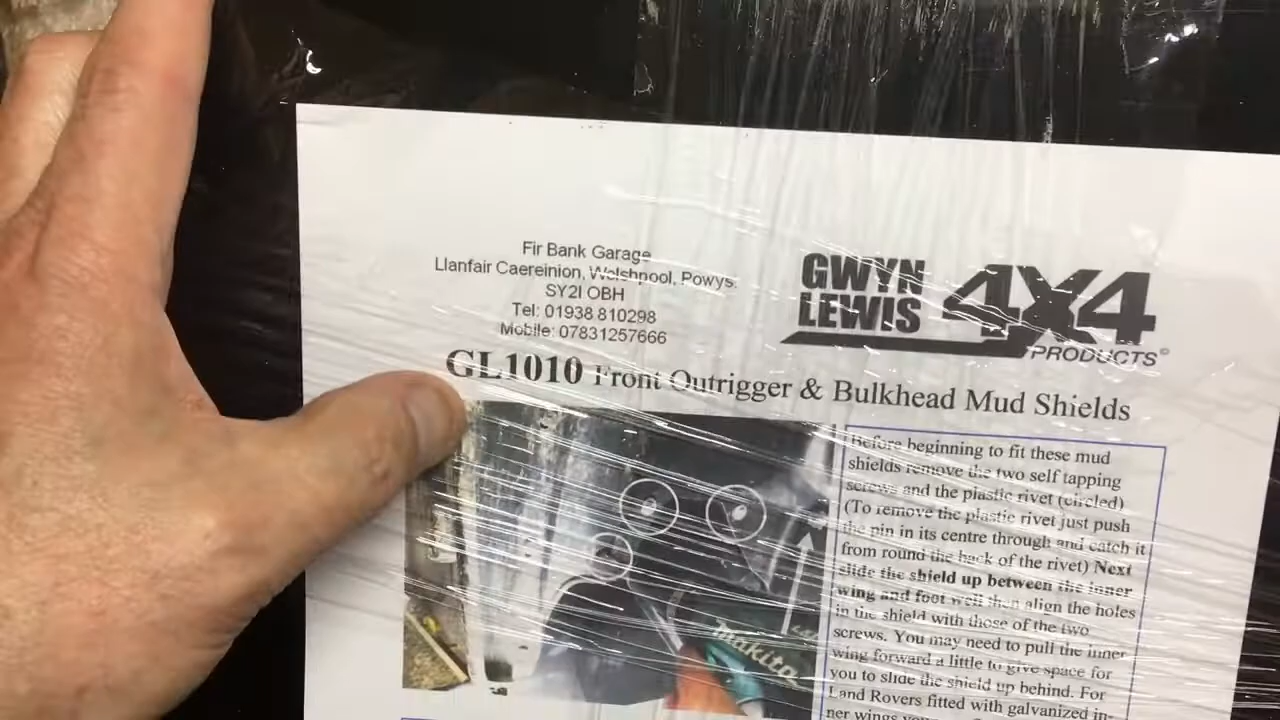 Fir Bank Garage
Llanfair Caereinion, Welshpool, Powys.
SY2I OBH
Tel: 01938 810298
Mobile: 07831257666
GWYN
LEWIS
4X4
PRODUCTS©
GL1010 Front Outrigger & Bulkhead Mud Shields
Before beginning to fit these mud
shields remove the two self tapping
screws and the plastic rivet (circled)
(To remove the plastic rivet just push
the pin in its centre through and catch it
from round the back of the rivet) Next
slide the shield up between the inner
wing and foot well then align the holes
in the shield with those of the two
screws. You may need to pull the inner
wing forward a little to give space for
you to slide the shield up behind. For
Land Rovers fitted with galvanized in-
ner wings you
makita